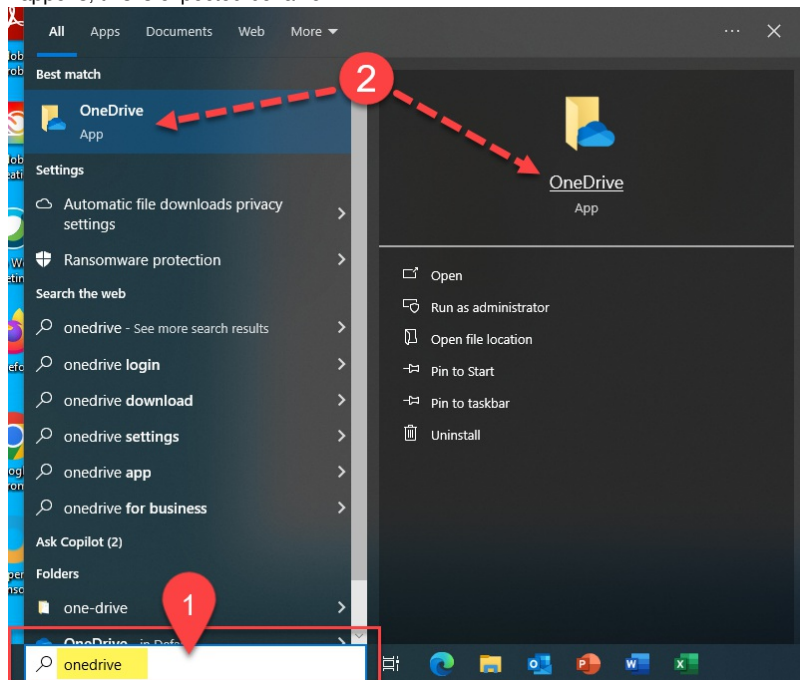 All Apps Documents Web More
Best match
2
OneDrive
App
Settings
Automatic file downloads privacy
settings
Ransomware protection
Search the web
onedrive - See more search results
onedrive login
onedrive download
onedrive settings
onedrive app
onedrive for business
Ask Copilot (2)
Folders
one-drive
1
OneDrive
onedrive
OneDrive
App
Open
Run as administrator
Open file location
Pin to Start
Pin to taskbar
Uninstall